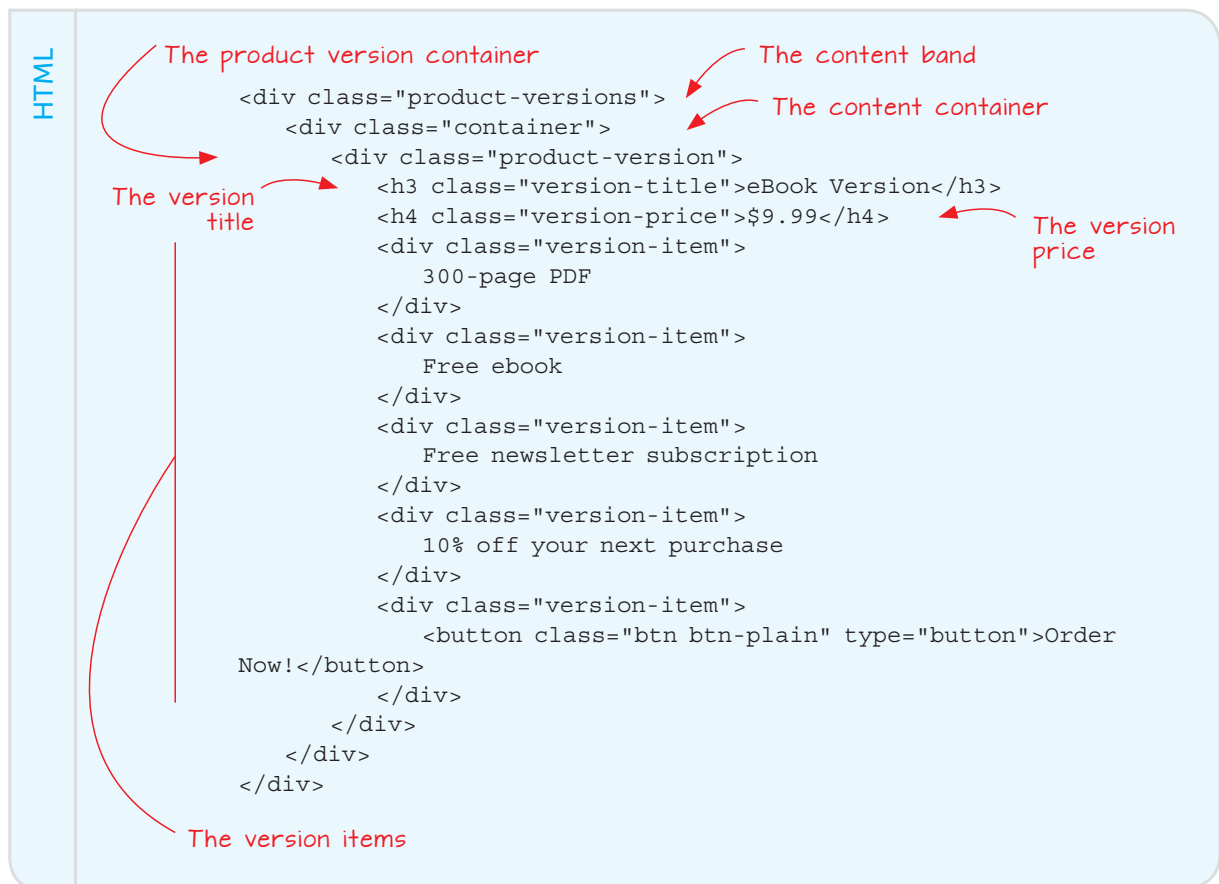 HTML
The product version container
The content band
<div class="product-versions">
The content container
<div class="container">
<div class="product-version">
The version
title
<h3 class="version-title">eBook Version</h3>
<h4 class="version-price">$9.99</h4>
The version
price
<div class="version-item">
300-page PDF
</div>
<div class="version-item">
Free ebook
</div>
<div class="version-item">
Free newsletter subscription
</div>
<div class="version-item">
10% off your next purchase
</div>
<div class="version-item">
<button class="btn btn-plain" type="button">Order
Now!</button>
</div>
</div>
</div>
</div>
The version items